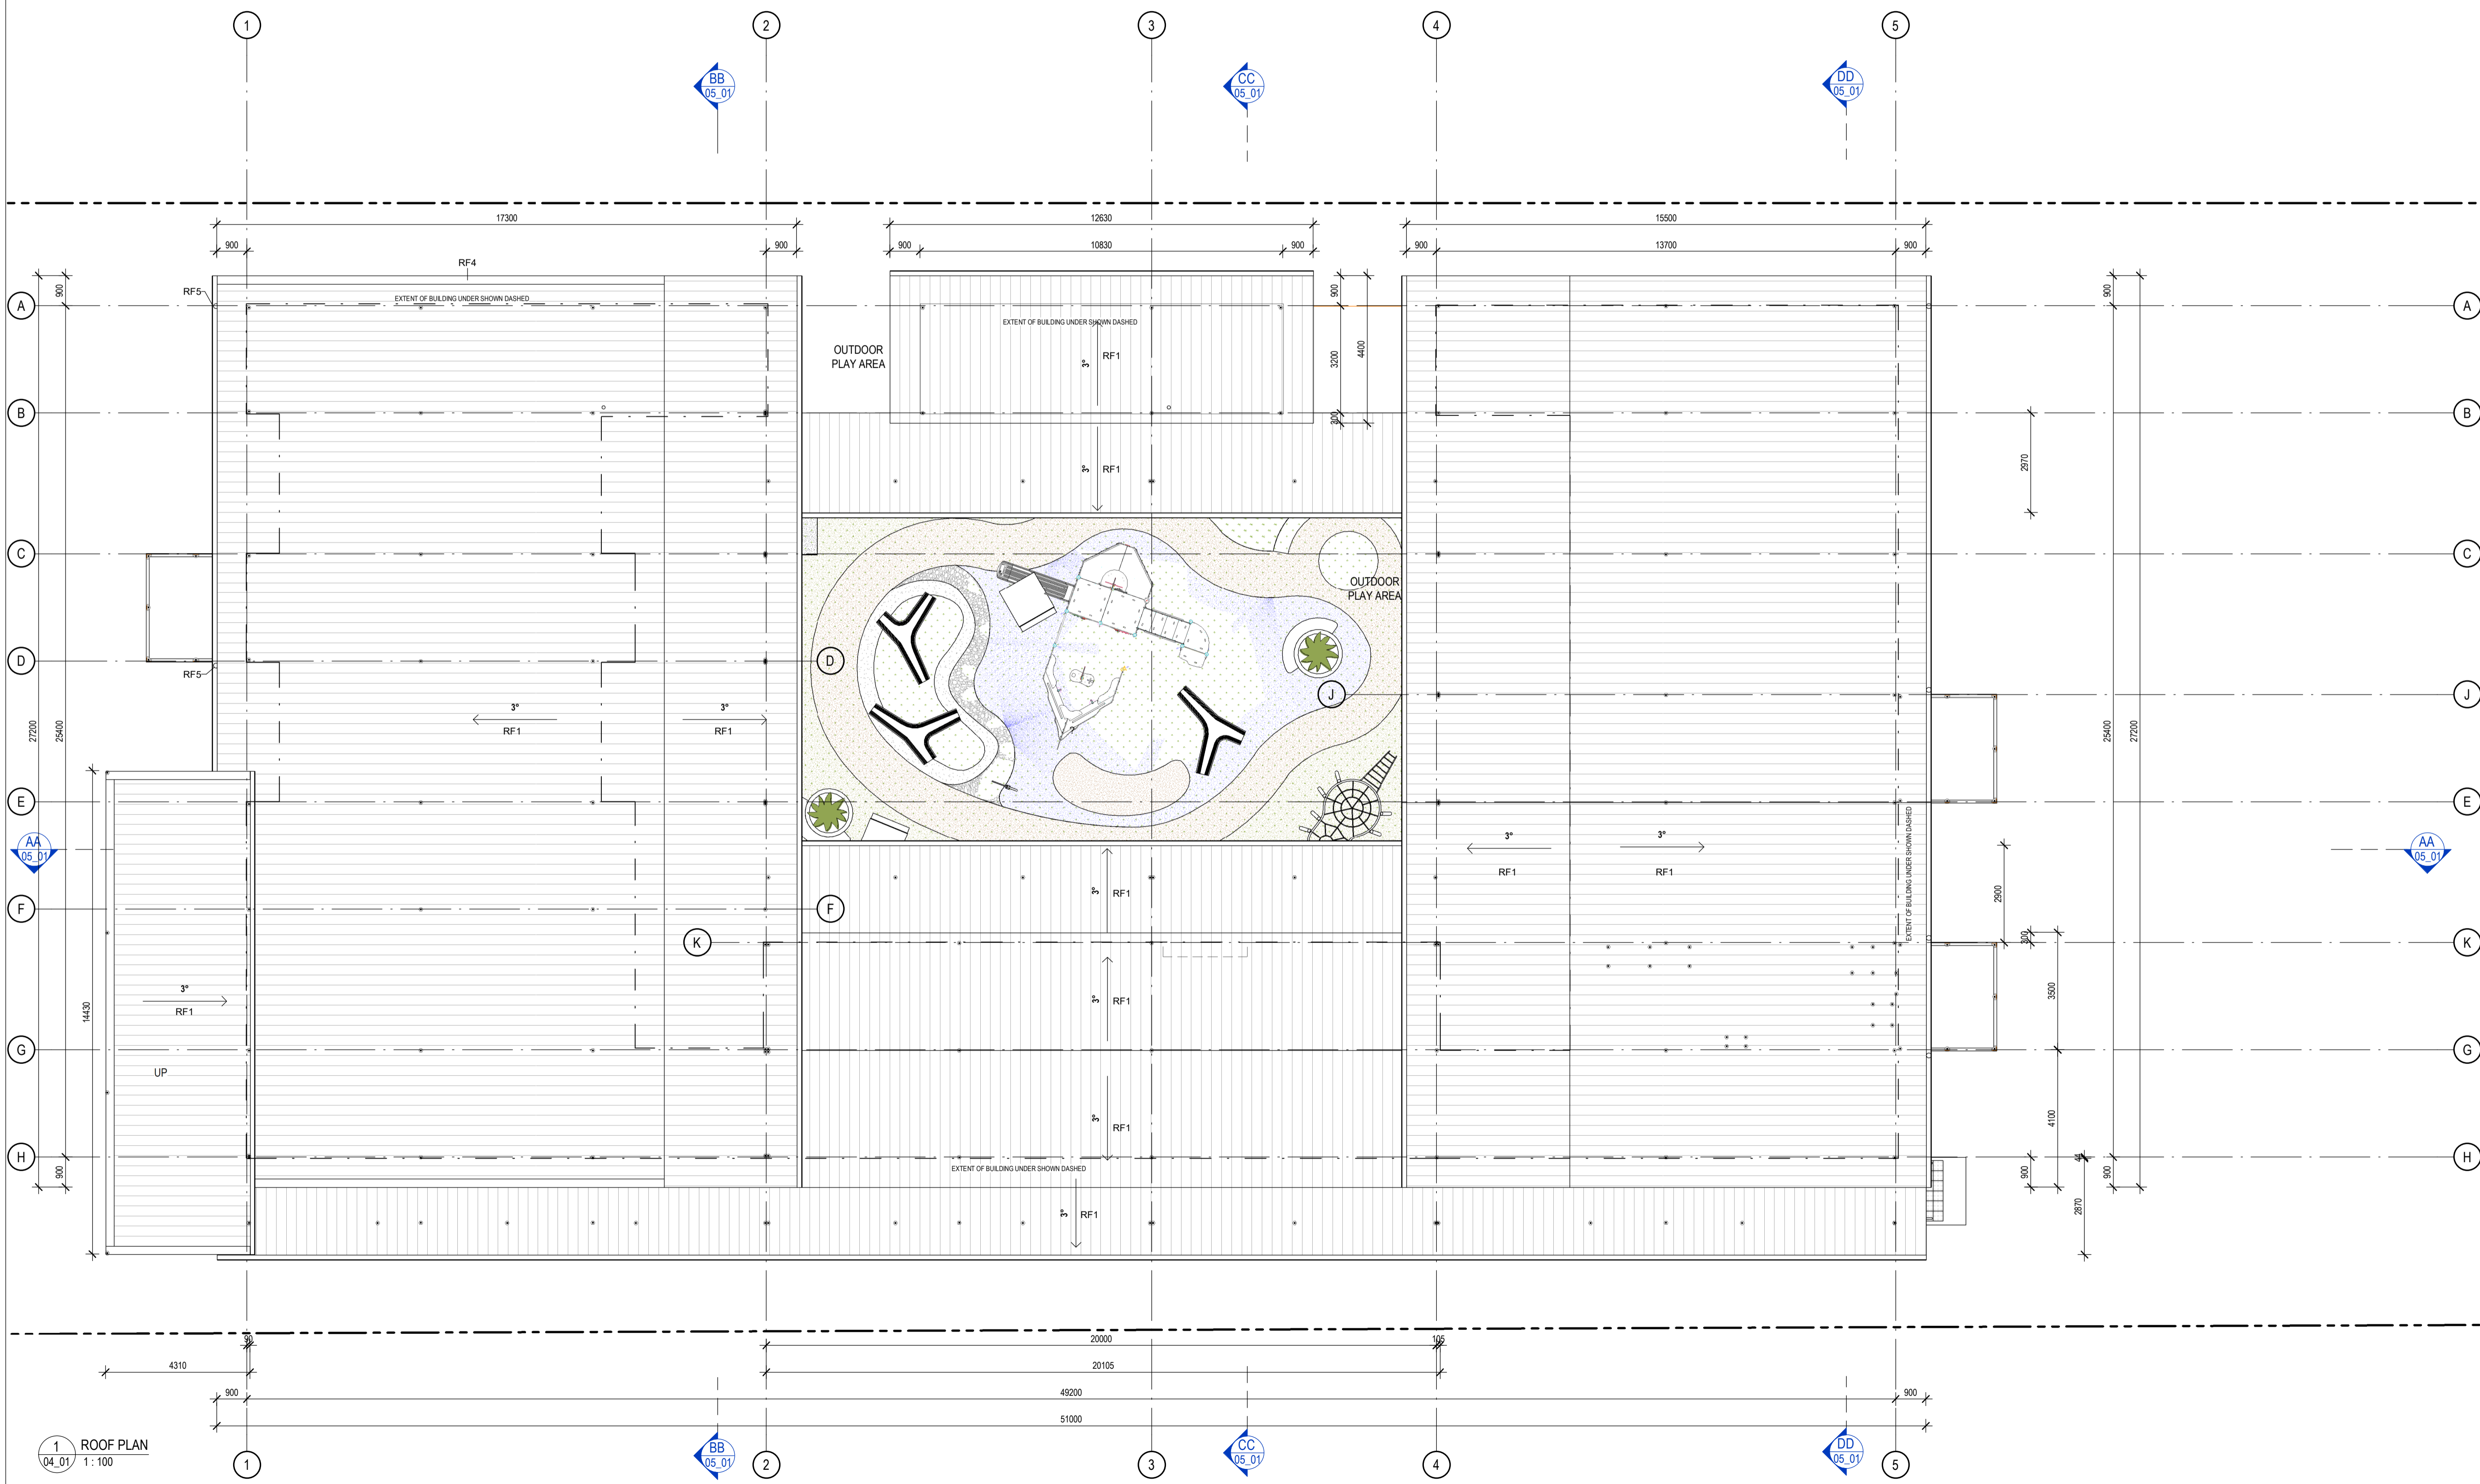 1
2
3
4
5
BB
05_01
CC
05_01
DD
05_01
17300
12630
15500
900
900
900
10830
900
900
13700
900
RF4
RF5
EXTENT OF BUILDING UNDER SHOWN DASHED
900
900
900
A
A
EXTENT OF BUILDING UNDER SHOWN DASHED
OUTDOOR
PLAY AREA
3°
RF1
3200
4400
B
B
300
3°
RF1
2970
C
C
OUTDOOR
PLAY AREA
D
D
RF5
J
J
3°
RF1
3°
RF1
27200
25400
25400
27200
E
E
EXTENT OF BUILDING UNDER SHOWN DASHED
AA
05_01
3°
RF1
3°
RF1
AA
05_01
3°
RF1
2900
F
F
K
300
K
3°
RF1
14430
3°
RF1
3500
G
G
UP
3°
RF1
4100
H
H
44
EXTENT OF BUILDING UNDER SHOWN DASHED
900
900
900
2870
3°
RF1
90
20000
105
4310
20105
900
49200
900
51000
1
04_01
ROOF PLAN
1 : 100
BB
05_01
CC
05_01
DD
05_01
1
2
3
4
5